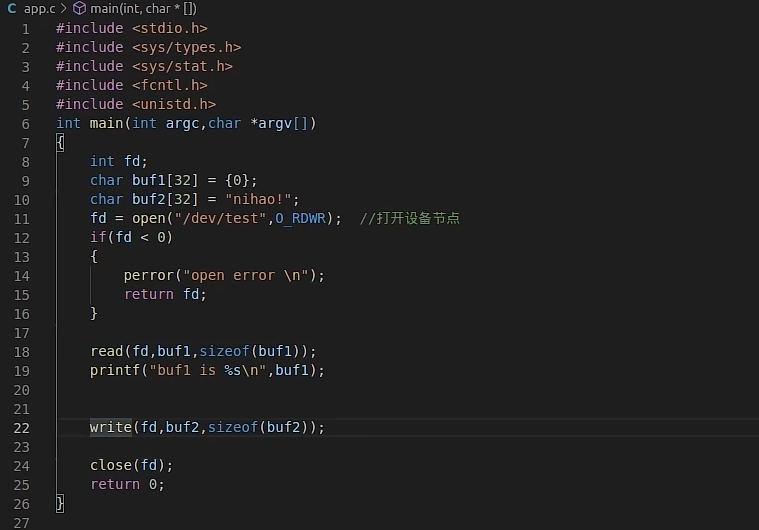 C app.c > main(int, char * [])
1 #include <stdio.h>
2 #include <sys/types.h>
3 #include <sys/stat.h>
4 #include <fcntl.h>
5 #include <unistd.h>
6 int main(int argc,char *argv[])
7 {
8     int fd;
9     char buf1[32] = {0};
10     char buf2[32] = "nihao!";
11     fd = open("/dev/test",O_RDWR);  //打开设备节点
12     if(fd < 0)
13     {
14         perror("open error \n");
15         return fd;
16     }
17
18     read(fd,buf1,sizeof(buf1));
19     printf("buf1 is %s\n",buf1);
20
21
22     write(fd,buf2,sizeof(buf2));
23
24     close(fd);
25     return 0;
26 }
27